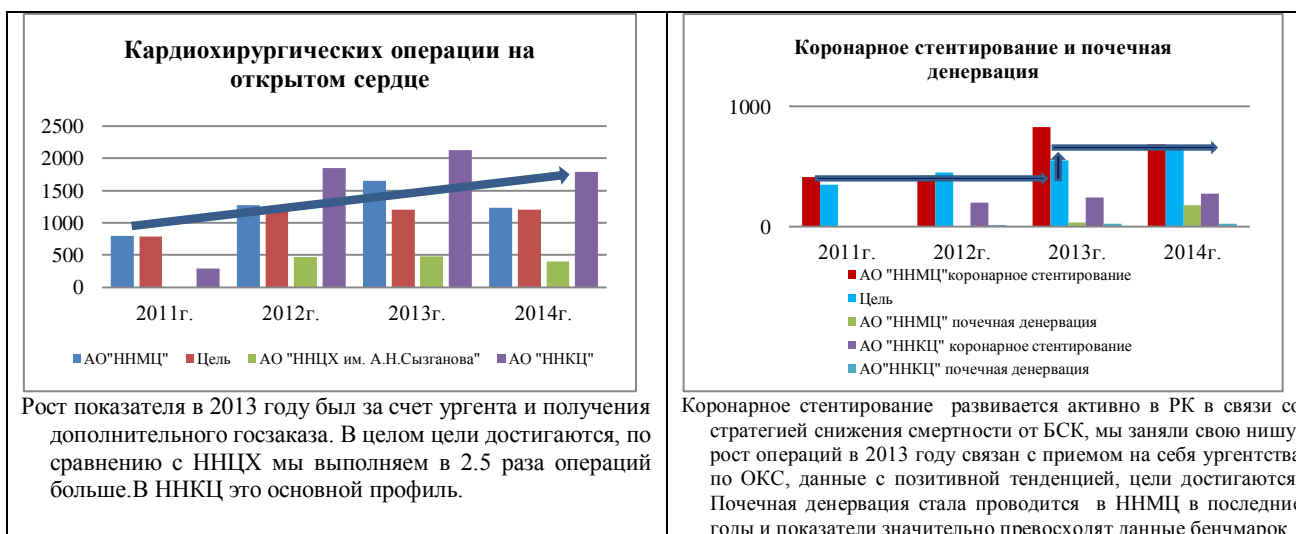 Кардиохирургических операции на
открытом сердце
2500
2000
1500
1000
500
0
2011г. 2012г. 2013г. 2014г.
АО"ННМЦ" Цель АО "ННЦХ им. А.Н.Сызганова" АО "ННКЦ"
Рост показателя в 2013 году был за счет ургента и получения
дополнительного госзаказа. В целом цели достигаются, по
сравнению с ННЦХ мы выполняем в 2.5 раза операций
больше.В ННКЦ это основной профиль.
Коронарное стентирование и почечная
денервация
1000
0
2011г. 2012г. 2013г. 2014г.
АО "ННМЦ"коронарное стентирование
Цель
АО "ННМЦ" почечная денервация
АО "ННКЦ" коронарное стентирование
АО"ННКЦ" почечная денервация
Коронарное стентирование развивается активно в РК в связи со
стратегией снижения смертности от БСК, мы заняли свою нишу,
рост операций в 2013 году связан с приемом на себя ургентства
по ОКС, данные с позитивной тенденцией, цели достигаются.
Почечная денервация стала проводится в ННМЦ в последние
годы и показатели значительно превосходят данные бенчмарок